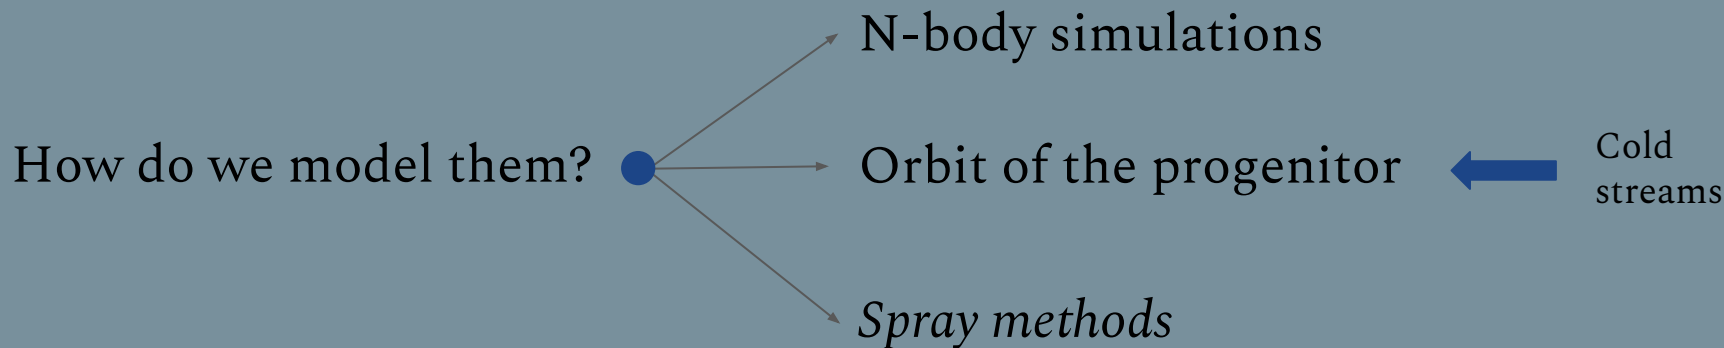 How do we model them?
N-body simulations
Orbit of the progenitor
Cold
streams
Spray methods